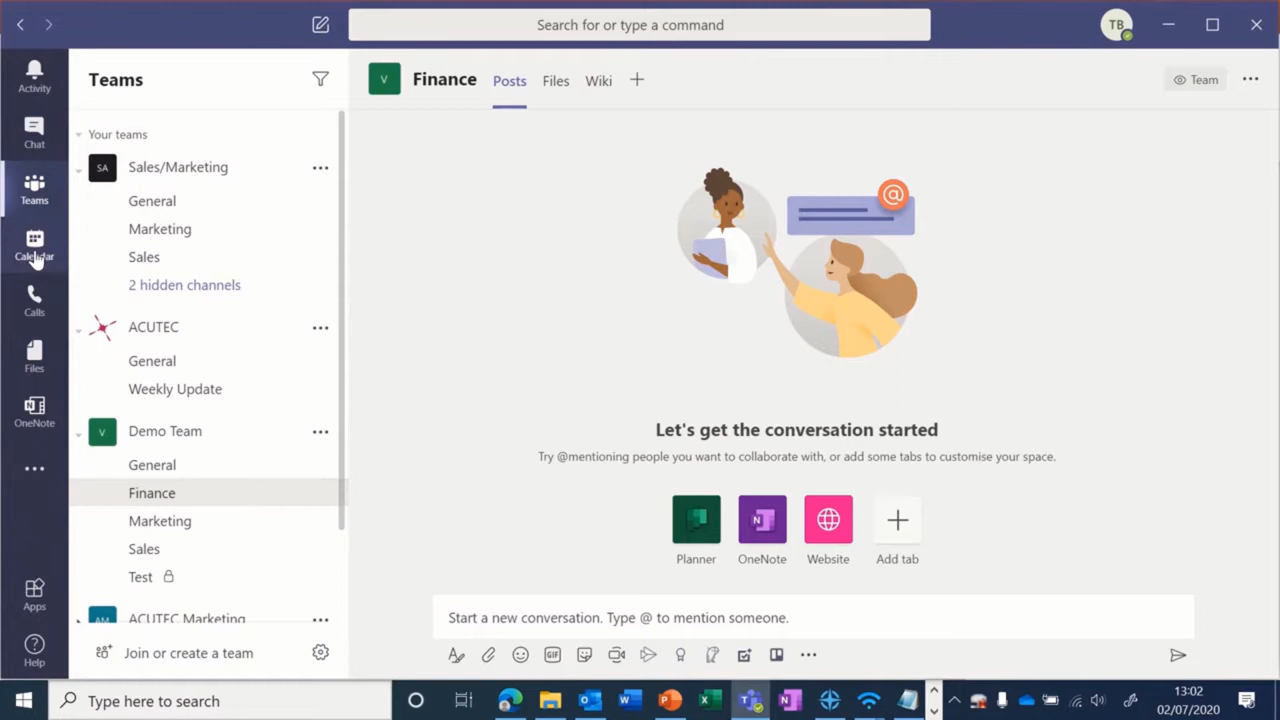 Search for or type a command
TB
Activity
Chat
Teams
Calendar
Calls
Files
OneNote
Apps
Help
Teams
Your teams
SA Sales/Marketing
General
Marketing
Sales
2 hidden channels
ACUTEC
General
Weekly Update
V Demo Team
General
Finance
Marketing
Sales
Test
AM ACUTEC Marketing
Join or create a team
V Finance Posts Files Wiki
Team
@
Let's get the conversation started
Try @mentioning people you want to collaborate with, or add some tabs to customise your space.
Planner OneNote Website Add tab
Start a new conversation. Type @ to mention someone.
GIF
Type here to search
13:02
02/07/2020